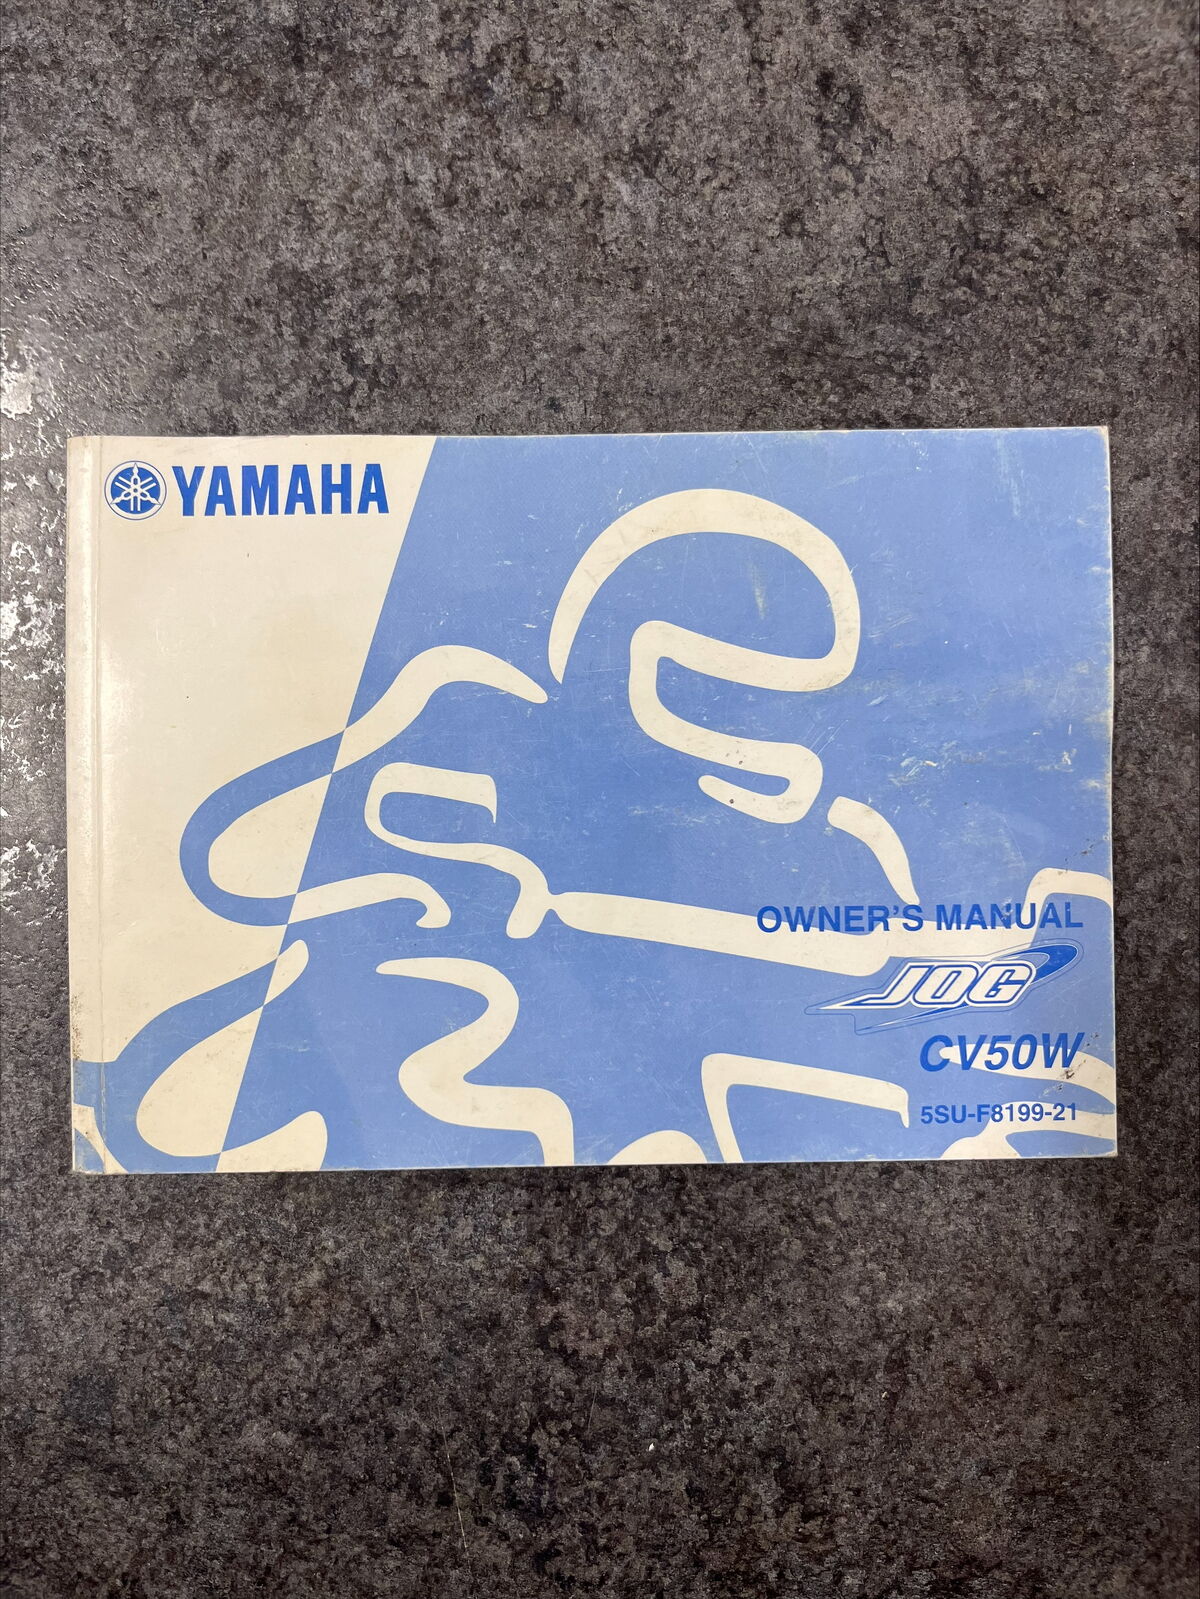 YAMAHA
OWNER'S MANUAL
JOG
CV50W
5SU-F8199-21